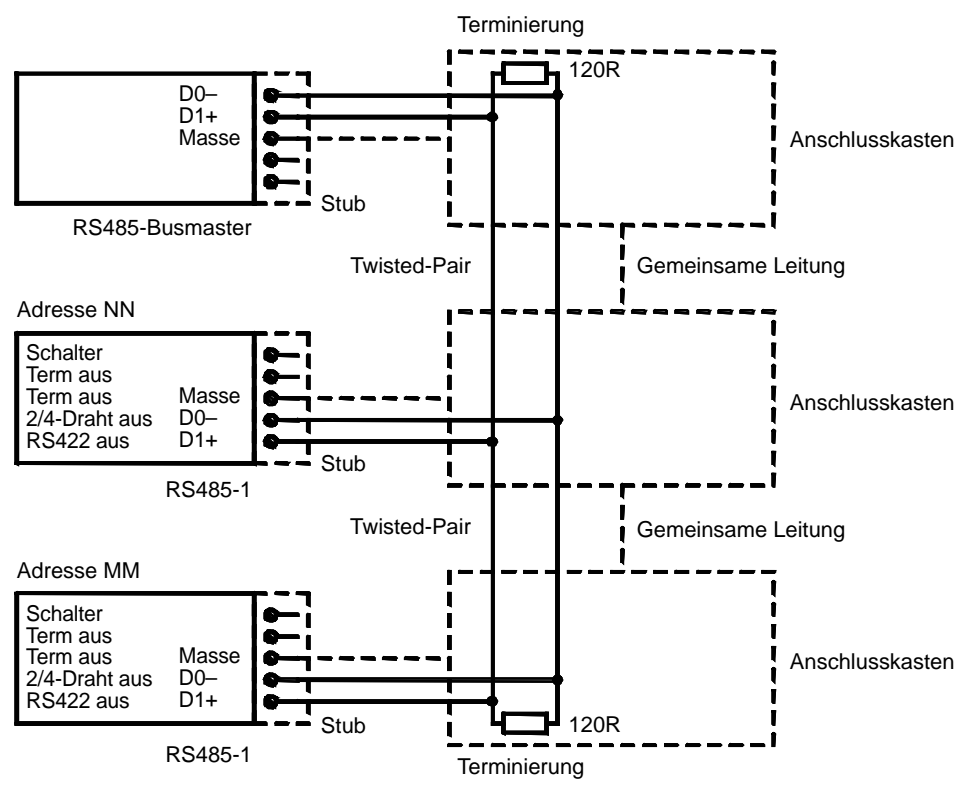 Terminierung
120R
D0–
D1+
Masse
Anschlusskasten
Stub
RS485-Busmaster
Twisted-Pair
Gemeinsame Leitung
Adresse NN
Schalter
Term aus
Term aus
Masse
2/4-Draht aus
D0–
RS422 aus
D1+
Anschlusskasten
Stub
RS485-1
Twisted-Pair
Gemeinsame Leitung
Adresse MM
Schalter
Term aus
Term aus
Masse
2/4-Draht aus
D0–
RS422 aus
D1+
Anschlusskasten
Stub
120R
RS485-1
Terminierung